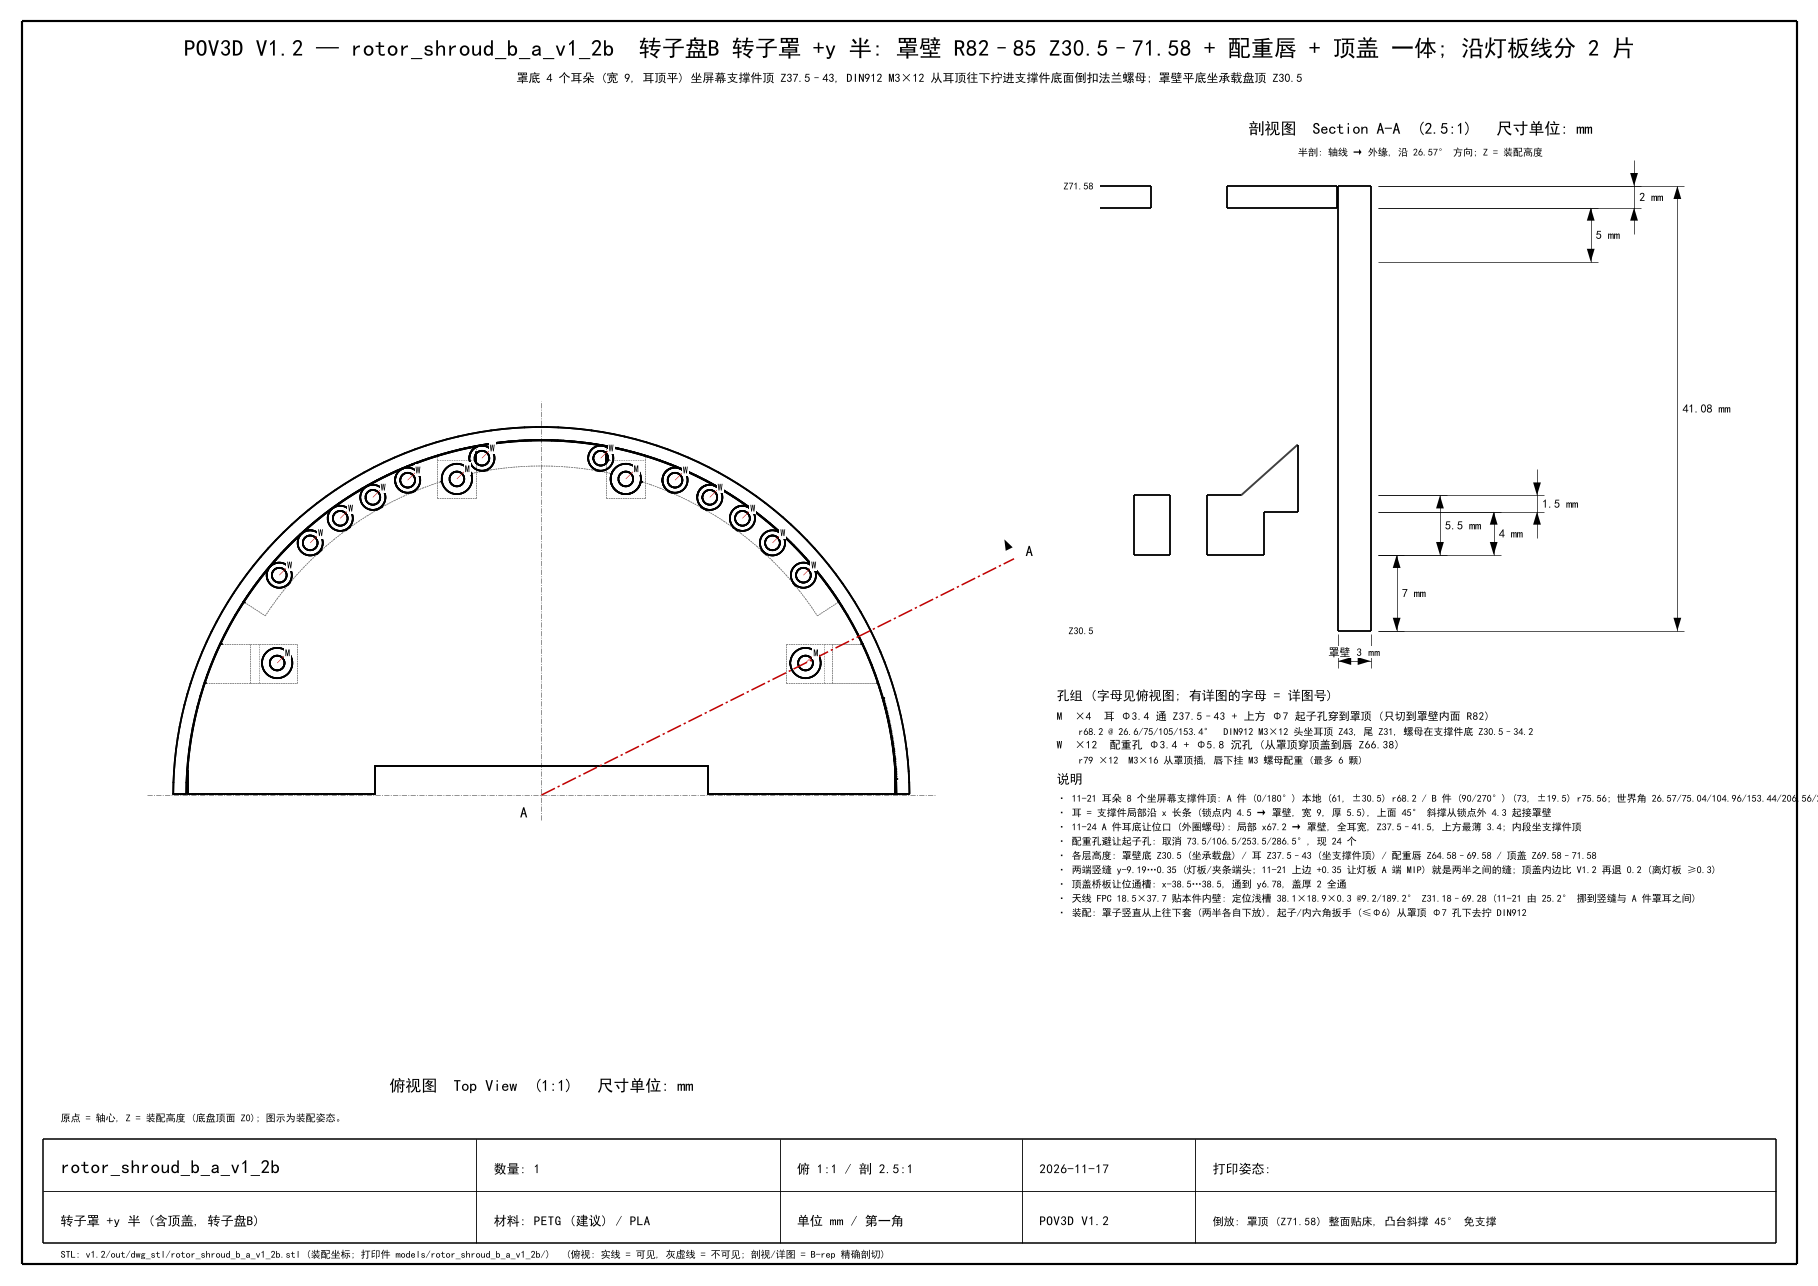 POV3D V1.2 — rotor_shroud_b_a_v1_2b  转子盘B 转子罩 +y 半: 罩壁 R82–85 Z30.5–71.58 + 配重唇 + 顶盖 一体; 沿灯板线分 2 片
罩底 4 个耳朵 (宽 9, 耳顶平) 坐屏幕支撑件顶 Z37.5–43, DIN912 M3×12 从耳顶往下拧进支撑件底面倒扣法兰螺母; 罩壁平底坐承载盘顶 Z30.5
剖视图  Section A-A  (2.5:1)  尺寸单位: mm
半剖: 轴线 → 外缘, 沿 26.57° 方向; Z = 装配高度
Z71.58
2 mm
5 mm
41.08 mm
1.5 mm
5.5 mm
4 mm
7 mm
Z30.5
罩壁 3 mm
W
W
W
M
M
W
W
W
W
W
W
W
W
W
M
M
A
A
孔组 (字母见俯视图; 有详图的字母 = 详图号)
M  ×4  耳 Φ3.4 通 Z37.5–43 + 上方 Φ7 起子孔穿到罩顶 (只切到罩壁内面 R82)
r68.2 @ 26.6/75/105/153.4°  DIN912 M3×12 头坐耳顶 Z43, 尾 Z31, 螺母在支撑件底 Z30.5–34.2
W  ×12  配重孔 Φ3.4 + Φ5.8 沉孔 (从罩顶穿顶盖到唇 Z66.38)
r79 ×12  M3×16 从罩顶插, 唇下挂 M3 螺母配重 (最多 6 颗)
说明
· 11-21 耳朵 8 个坐屏幕支撑件顶: A 件 (0/180°) 本地 (61, ±30.5) r68.2 / B 件 (90/270°) (73, ±19.5) r75.56; 世界角 26.57/75.04/104.96/153.44/206.56/
· 耳 = 支撑件局部沿 x 长条 (锁点内 4.5 → 罩壁, 宽 9, 厚 5.5), 上面 45° 斜撑从锁点外 4.3 起接罩壁
· 11-24 A 件耳底让位口 (外圈螺母): 局部 x67.2 → 罩壁, 全耳宽, Z37.5–41.5, 上方最薄 3.4; 内段坐支撑件顶
· 配重孔避让起子孔: 取消 73.5/106.5/253.5/286.5°, 现 24 个
· 各层高度: 罩壁底 Z30.5 (坐承载盘) / 耳 Z37.5–43 (坐支撑件顶) / 配重唇 Z64.58–69.58 / 顶盖 Z69.58–71.58
· 两端竖缝 y-9.19…0.35 (灯板/夹条端头; 11-21 上边 +0.35 让灯板 A 端 MIP) 就是两半之间的缝; 顶盖内边比 V1.2 再退 0.2 (离灯板 ≥0.3)
· 顶盖桥板让位通槽: x-38.5…38.5, 通到 y6.78, 盖厚 2 全通
· 天线 FPC 18.5×37.7 贴本件内壁: 定位浅槽 38.1×18.9×0.3 @9.2/189.2° Z31.18–69.28 (11-21 由 25.2° 挪到竖缝与 A 件罩耳之间)
· 装配: 罩子竖直从上往下套 (两半各自下放), 起子/内六角扳手 (≤Φ6) 从罩顶 Φ7 孔下去拧 DIN912
俯视图  Top View  (1:1)  尺寸单位: mm
原点 = 轴心, Z = 装配高度 (底盘顶面 Z0); 图示为装配姿态。
rotor_shroud_b_a_v1_2b
数量: 1
俯 1:1 / 剖 2.5:1
2026-11-17
打印姿态:
转子罩 +y 半 (含顶盖, 转子盘B)
材料: PETG (建议) / PLA
单位 mm / 第一角
POV3D V1.2
倒放: 罩顶 (Z71.58) 整面贴床, 凸台斜撑 45° 免支撑
STL: v1.2/out/dwg_stl/rotor_shroud_b_a_v1_2b.stl (装配坐标; 打印件 models/rotor_shroud_b_a_v1_2b/)  (俯视: 实线 = 可见, 灰虚线 = 不可见; 剖视/详图 = B-rep 精确剖切)